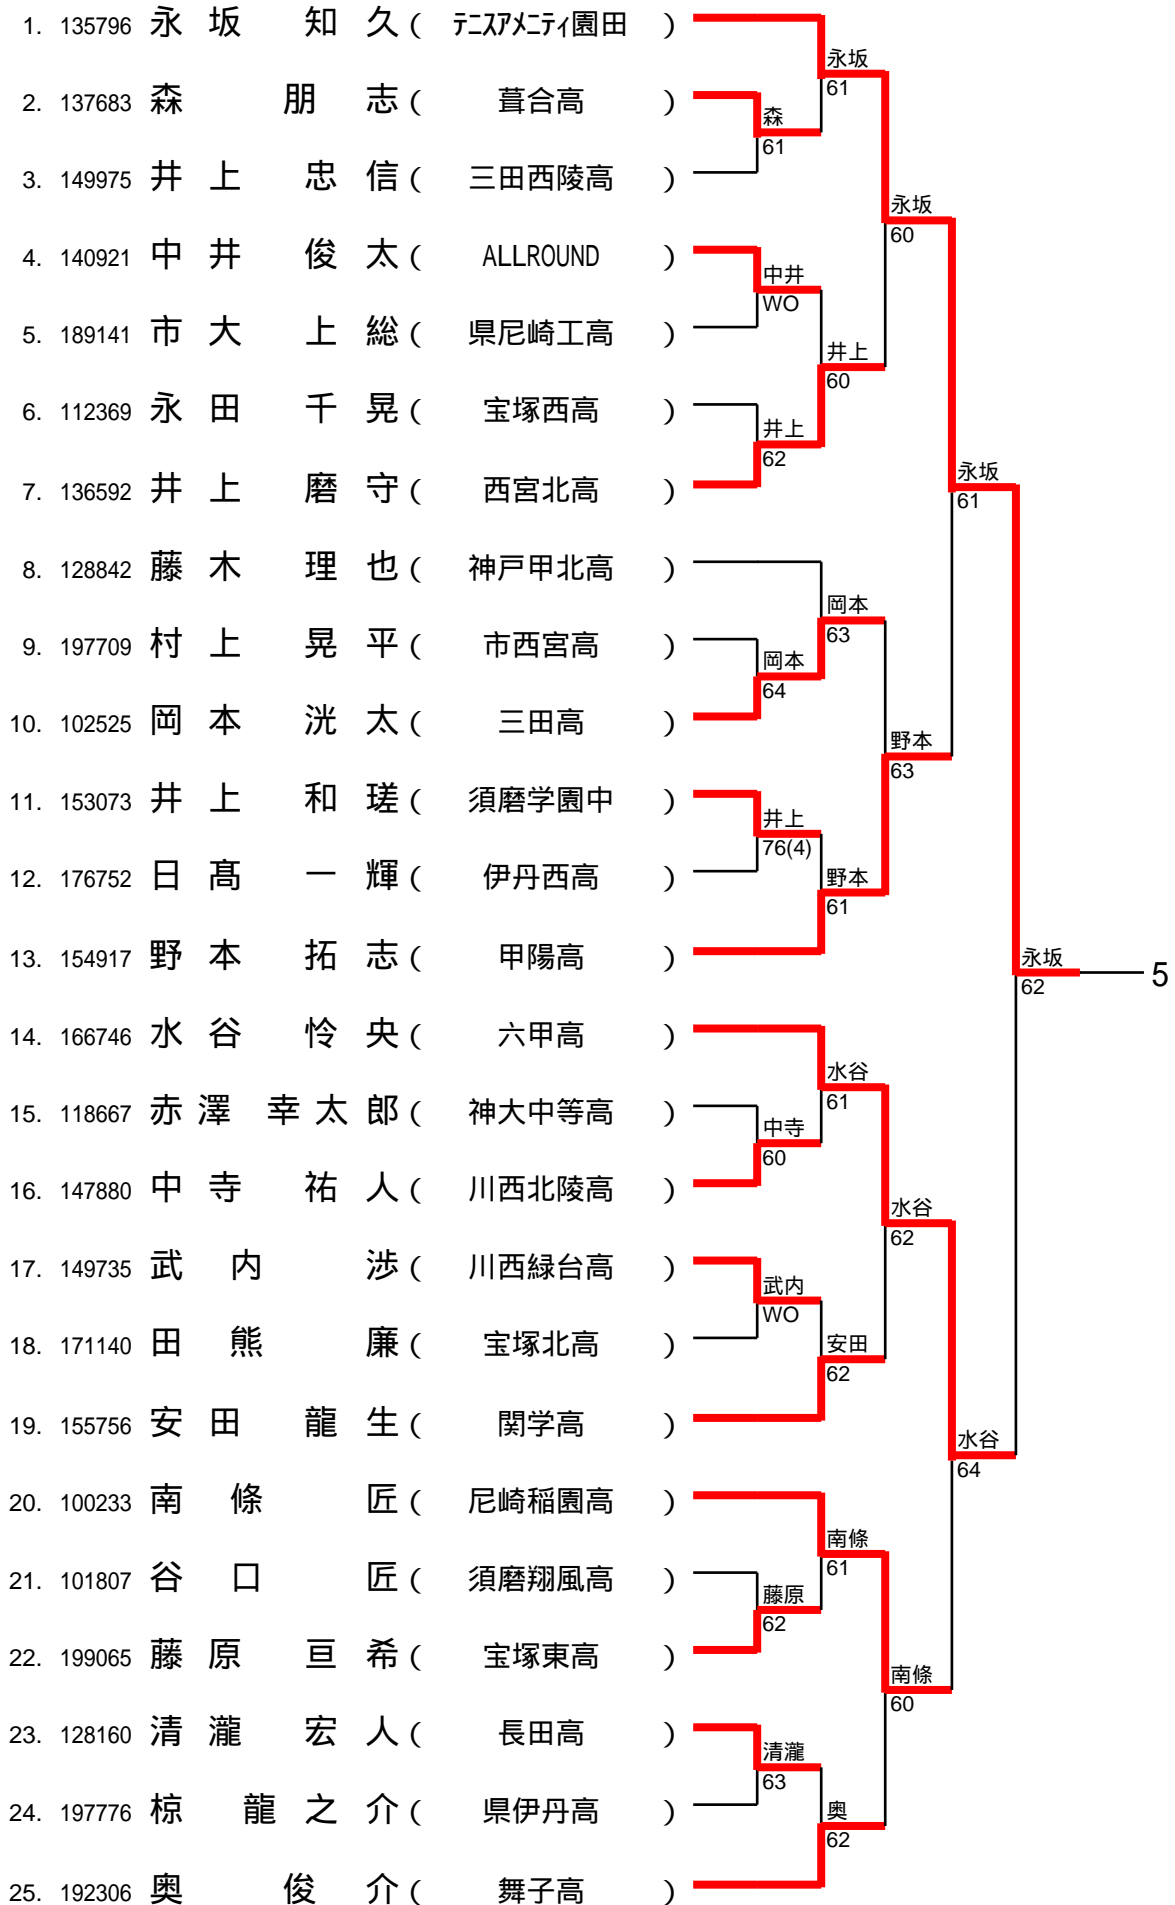 1. 135796 永坂 知久 ( テニスアメニティ園田 )
永坂
61
2. 137683 森 朋志 ( 葺合高 )
森
61
3. 149975 井上 忠信 ( 三田西陵高 )
永坂
60
4. 140921 中井 俊太 ( ALLROUND )
中井
WO
5. 189141 市大 上総 ( 県尼崎工高 )
井上
60
6. 112369 永田 千晃 ( 宝塚西高 )
井上
62
7. 136592 井上 磨守 ( 西宮北高 )
永坂
61
8. 128842 藤木 理也 ( 神戸甲北高 )
岡本
63
9. 197709 村上 晃平 ( 市西宮高 )
岡本
64
10. 102525 岡本 洸太 ( 三田高 )
野本
63
11. 153073 井上 和瑳 ( 須磨学園中 )
井上
76(4)
12. 176752 日髙 一輝 ( 伊丹西高 )
野本
61
13. 154917 野本 拓志 ( 甲陽高 )
永坂
62
5
14. 166746 水谷 怜央 ( 六甲高 )
水谷
61
15. 118667 赤澤 幸太郎 ( 神大中等高 )
中寺
60
16. 147880 中寺 祐人 ( 川西北陵高 )
水谷
62
17. 149735 武内 渉 ( 川西緑台高 )
武内
WO
18. 171140 田熊 廉 ( 宝塚北高 )
安田
62
19. 155756 安田 龍生 ( 関学高 )
水谷
64
20. 100233 南條 匠 ( 尼崎稲園高 )
南條
61
21. 101807 谷口 匠 ( 須磨翔風高 )
藤原
62
22. 199065 藤原 亘希 ( 宝塚東高 )
南條
60
23. 128160 清瀧 宏人 ( 長田高 )
清瀧
63
24. 197776 椋 龍之介 ( 県伊丹高 )
奥
62
25. 192306 奥 俊介 ( 舞子高 )